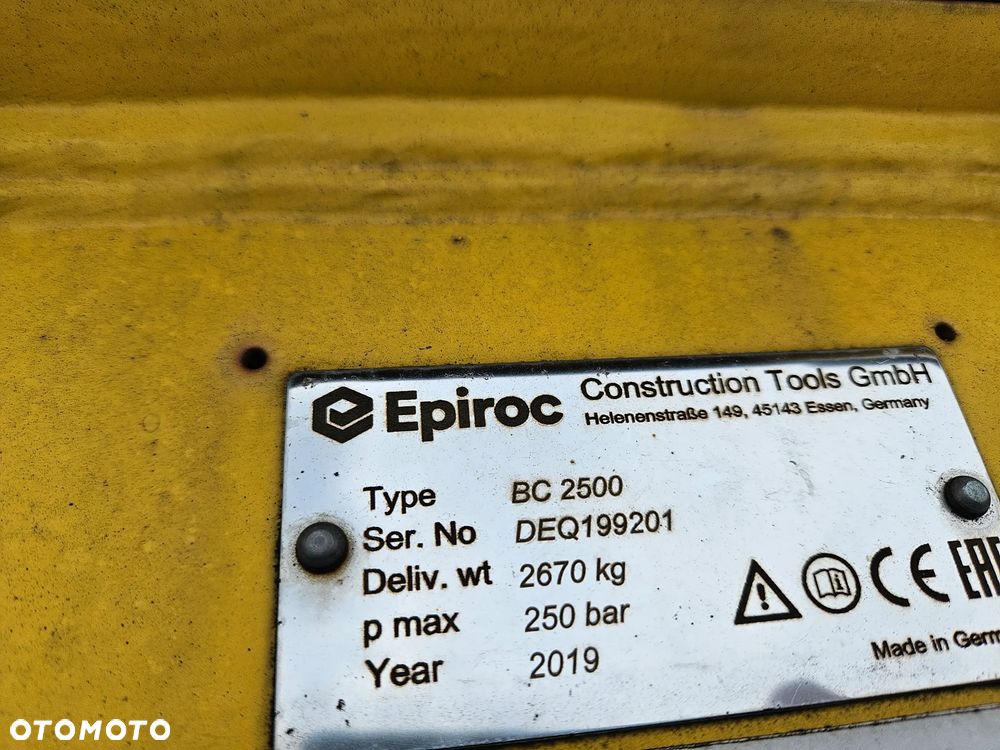 Epiroc Construction Tools GmbH
Helenenstraße 149, 45143 Essen, Germany
Type BC 2500
Ser. No DEQ199201
Deliv. wt 2670 kg
p max 250 bar
Year 2019
CE EAC
Made in Germ
OTOMOTO